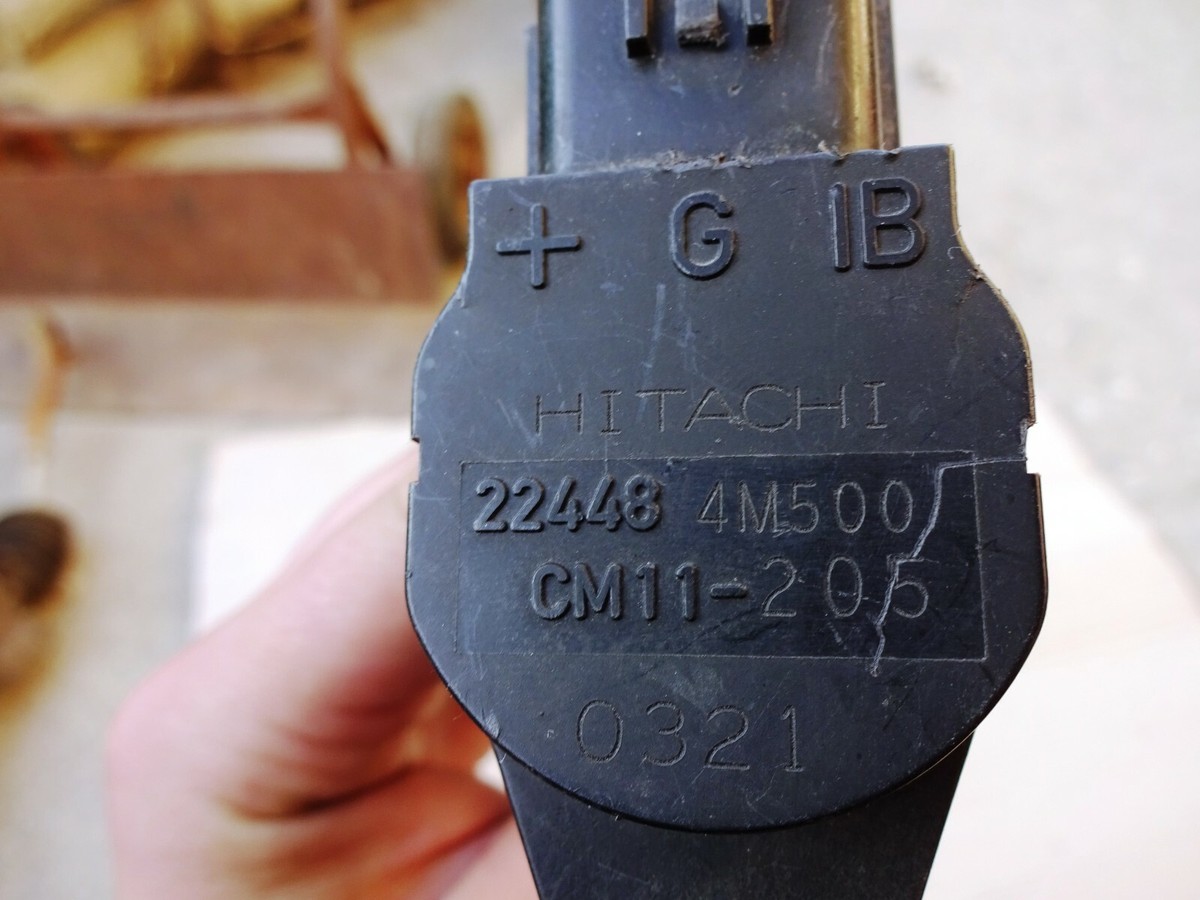 + G IB
HITACHI
22448 4M500
CM11-205
0321